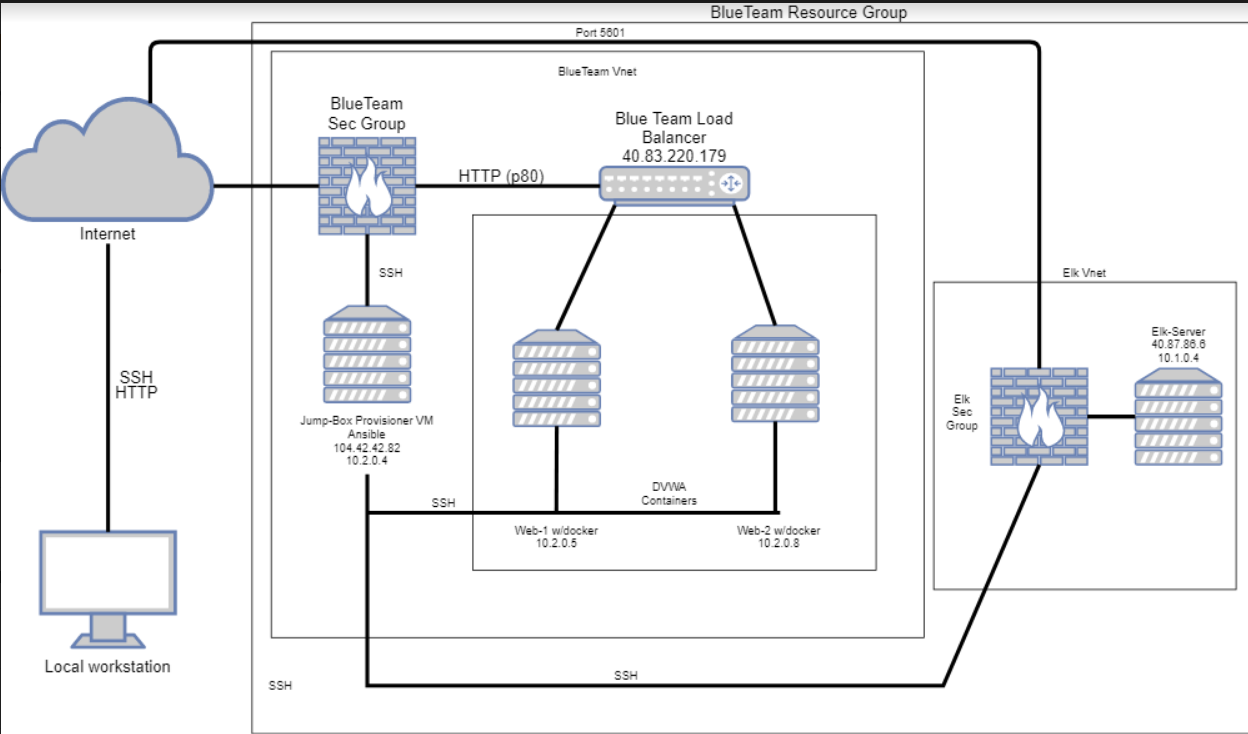 BlueTeam Resource Group
Port 5601
BlueTeam Vnet
BlueTeam
Sec Group
Blue Team Load
Balancer
40.83.220.179
HTTP (p80)
Internet
SSH
Elk Vnet
Elk-Server
40.87.86.6
10.1.0.4
SSH
HTTP
Elk
Sec
Group
Jump-Box Provisioner VM
Ansible
104.42.42.82
10.2.0.4
SSH
DVWA
Containers
Web-1 w/docker
10.2.0.5
Web-2 w/docker
10.2.0.8
Local workstation
SSH
SSH